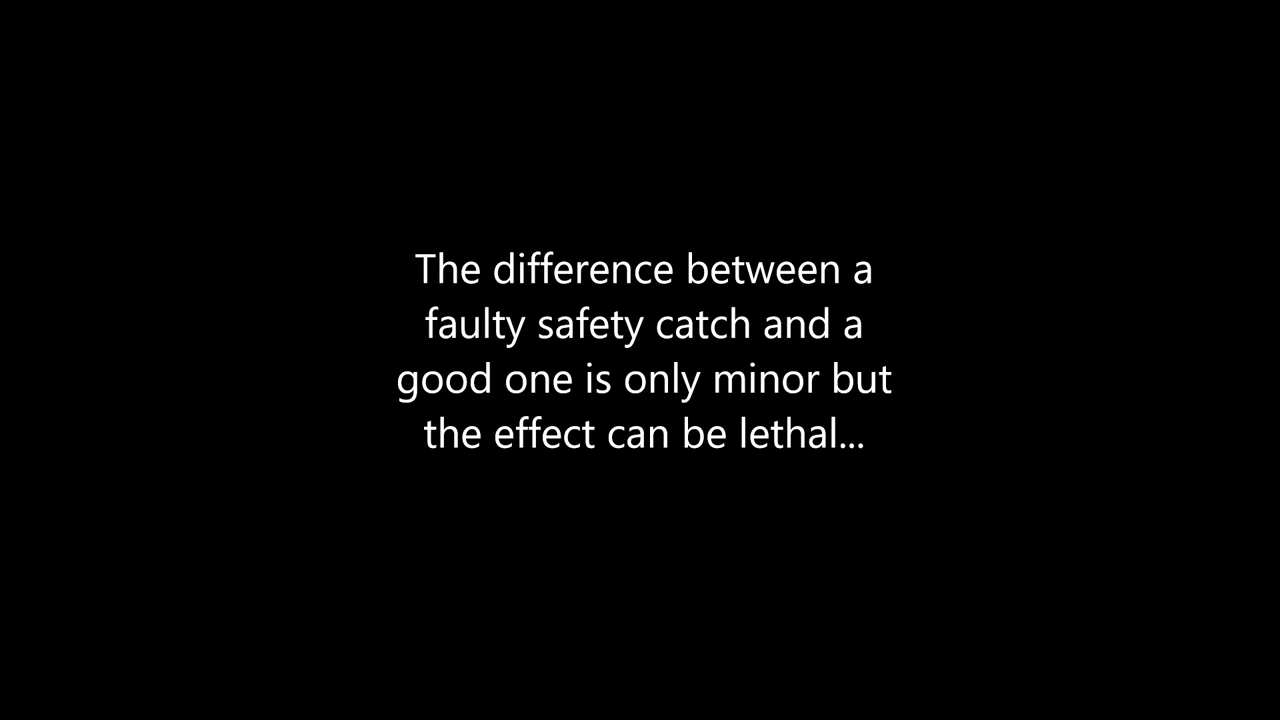 The difference between a
faulty safety catch and a
good one is only minor but
the effect can be lethal...